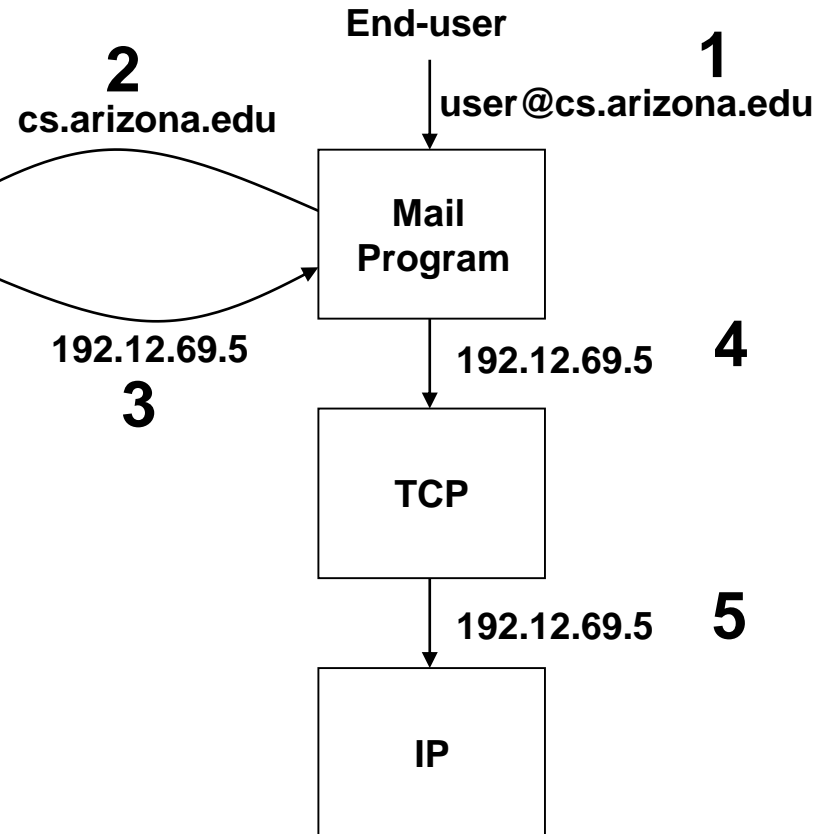 End-user
1
user@cs.arizona.edu
2
cs.arizona.edu
Mail
Program
192.12.69.5
3
192.12.69.5
4
TCP
192.12.69.5
5
IP